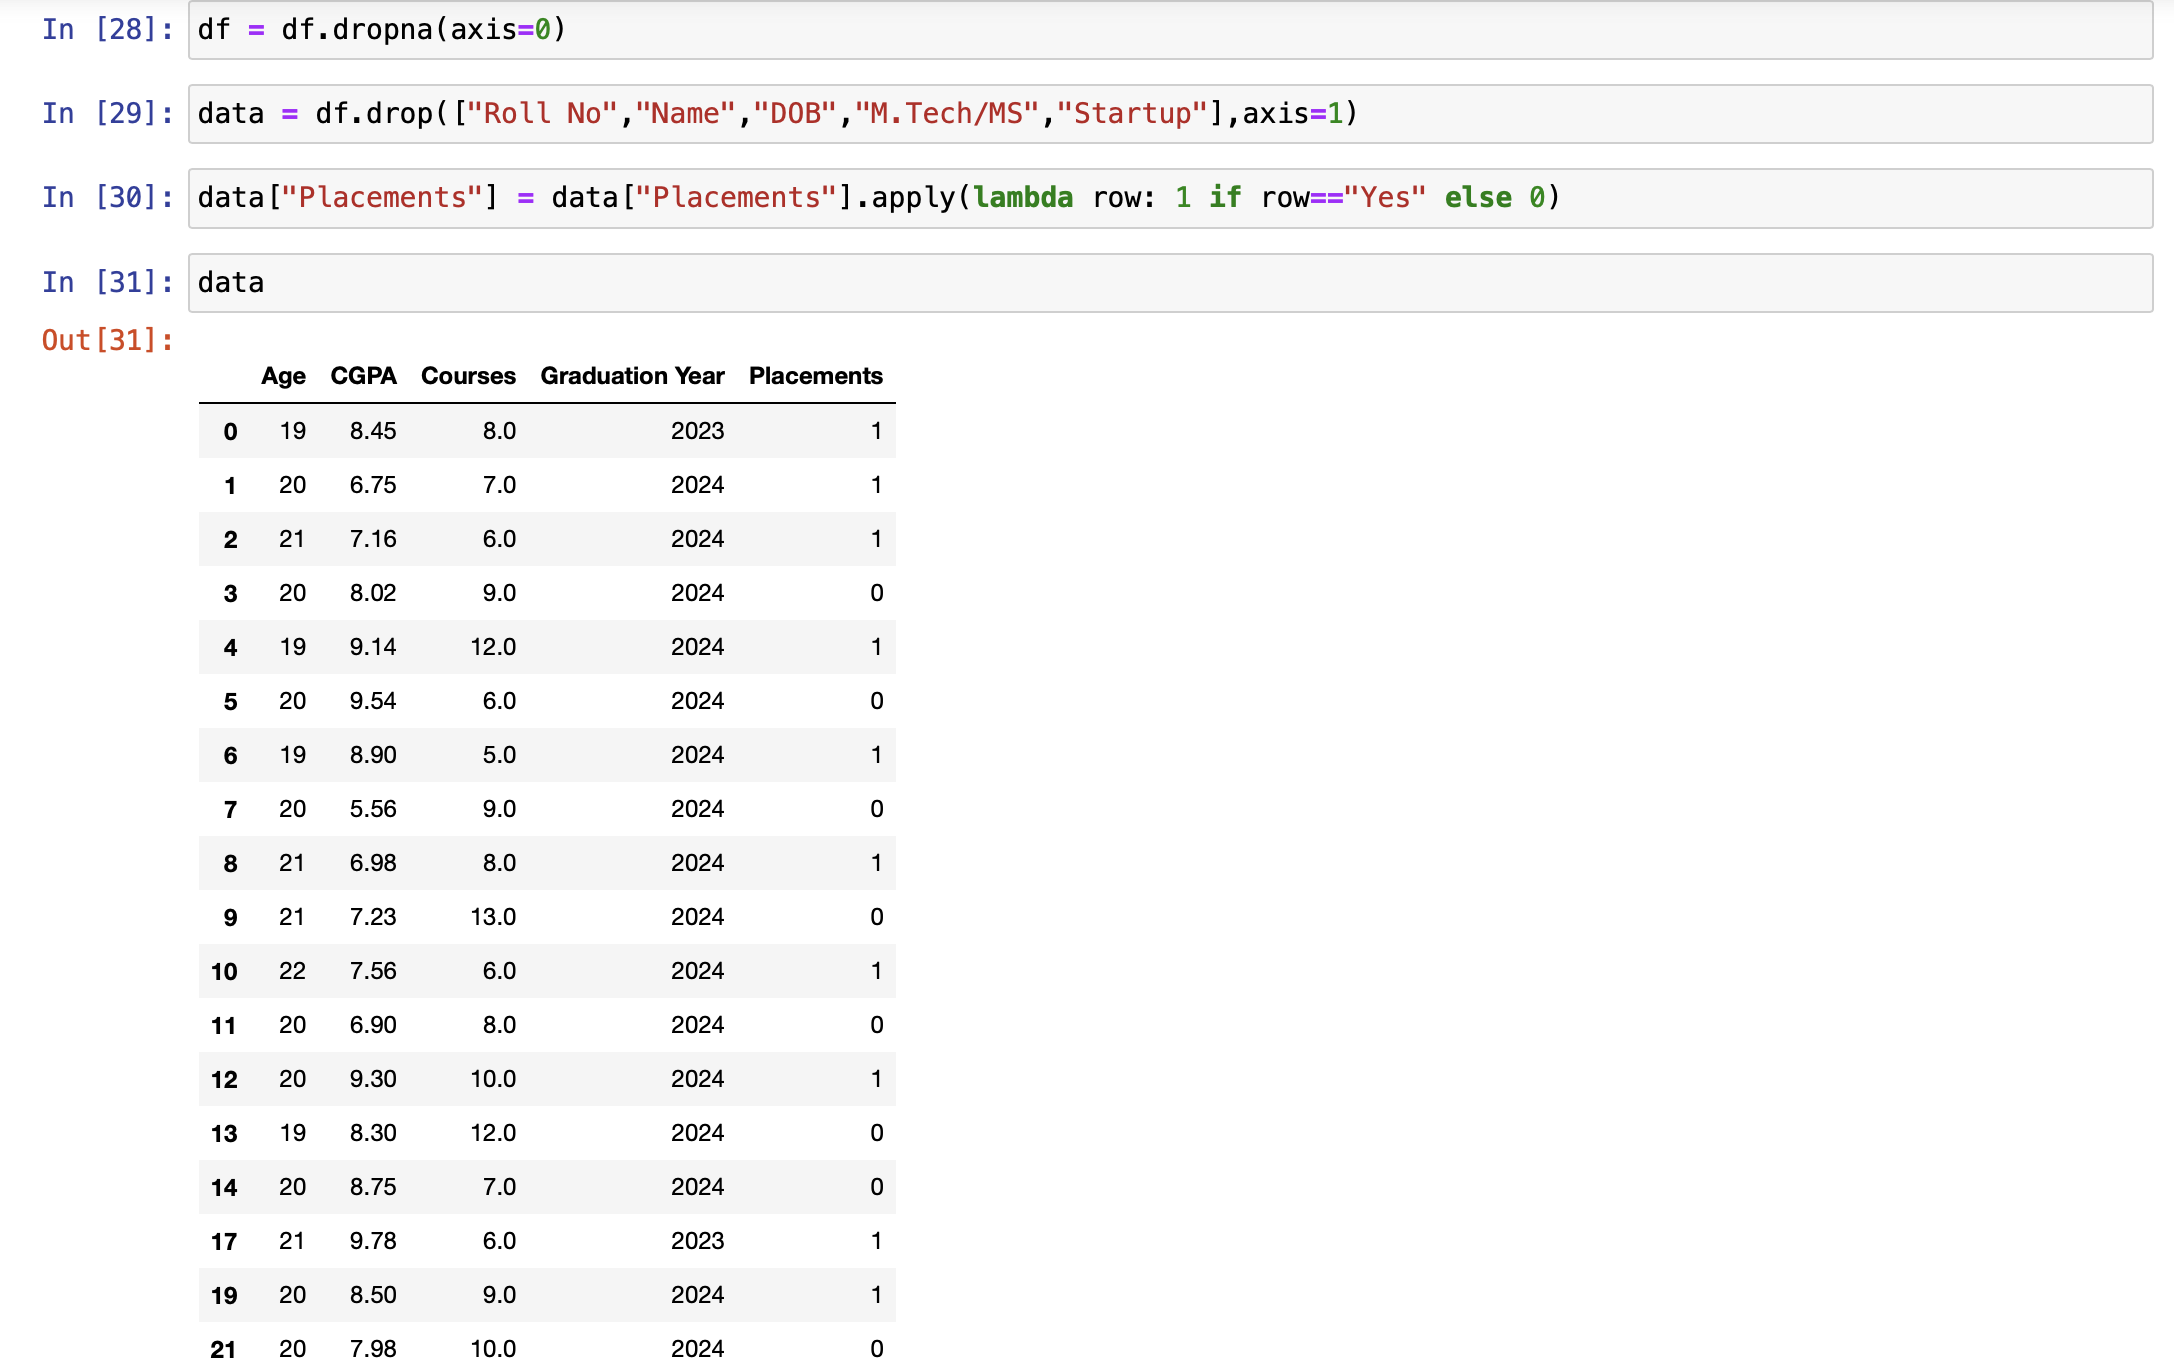 In [28]: df = df.dropna(axis=0)
In [29]: data = df.drop(["Roll No","Name","DOB","M.Tech/MS","Startup"],axis=1)
In [30]: data["Placements"] = data["Placements"].apply(lambda row: 1 if row=="Yes" else 0)
In [31]: data
Out[31]:
Age CGPA Courses Graduation Year Placements
0 19 8.45 8.0 2023 1
1 20 6.75 7.0 2024 1
2 21 7.16 6.0 2024 1
3 20 8.02 9.0 2024 0
4 19 9.14 12.0 2024 1
5 20 9.54 6.0 2024 0
6 19 8.90 5.0 2024 1
7 20 5.56 9.0 2024 0
8 21 6.98 8.0 2024 1
9 21 7.23 13.0 2024 0
10 22 7.56 6.0 2024 1
11 20 6.90 8.0 2024 0
12 20 9.30 10.0 2024 1
13 19 8.30 12.0 2024 0
14 20 8.75 7.0 2024 0
17 21 9.78 6.0 2023 1
19 20 8.50 9.0 2024 1
21 20 7.98 10.0 2024 0